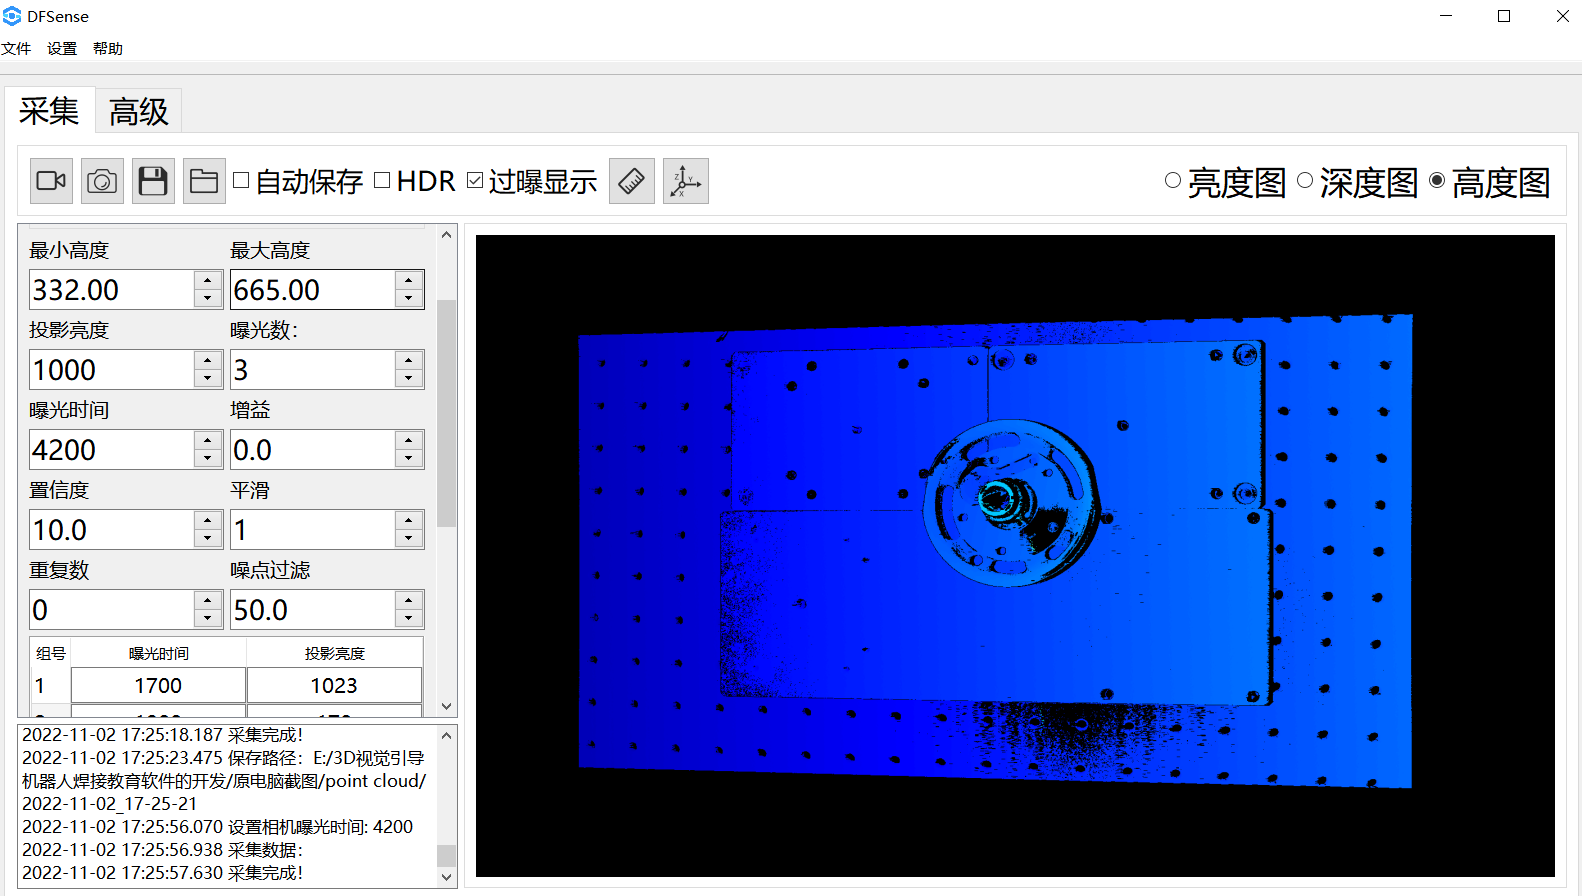 DFSense
文件 设置 帮助
采集 高级
自动保存 HDR 过曝显示 亮度图 深度图 高度图
最小高度 最大高度
332.00 665.00
投影亮度 曝光数:
1000 3
曝光时间 增益
4200 0.0
置信度 平滑
10.0 1
重复数 噪点过滤
0 50.0
组号 曝光时间 投影亮度
1 1700 1023
2022-11-02 17:25:18.187 采集完成!
2022-11-02 17:25:23.475 保存路径: E:/3D视觉引导
机器人焊接教育软件的开发/原电脑截图/point cloud/
2022-11-02_17-25-21
2022-11-02 17:25:56.070 设置相机曝光时间: 4200
2022-11-02 17:25:56.938 采集数据:
2022-11-02 17:25:57.630 采集完成!